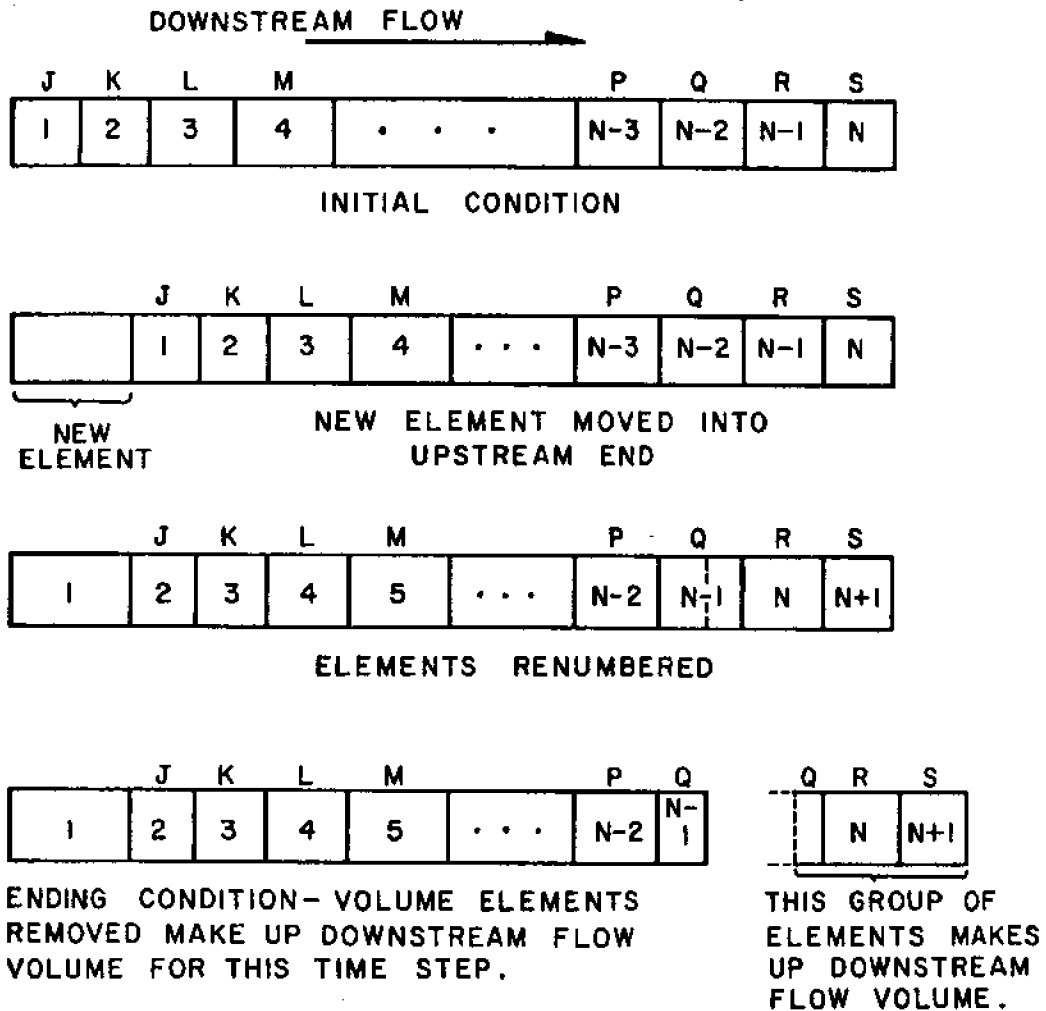 DOWNSTREAM FLOW
J K L M P Q R S
1 2 3 4 . . . N-3 N-2 N-1 N
INITIAL CONDITION
J K L M P Q R S
1 2 3 4 . . . N-3 N-2 N-1 N
NEW
ELEMENT
NEW ELEMENT MOVED INTO
UPSTREAM END
J K L M P Q R S
1 2 3 4 5 . . . N-2 N-1 N N+1
ELEMENTS RENUMBERED
J K L M P Q
1 2 3 4 5 . . . N-2 N-
1
Q R S
N N+1
ENDING CONDITION- VOLUME ELEMENTS
REMOVED MAKE UP DOWNSTREAM FLOW
VOLUME FOR THIS TIME STEP.
THIS GROUP OF
ELEMENTS MAKES
UP DOWNSTREAM
FLOW VOLUME.